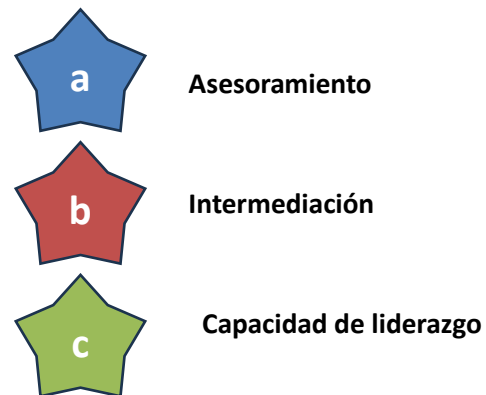 a Asesoramiento
b Intermediación
c Capacidad de liderazgo